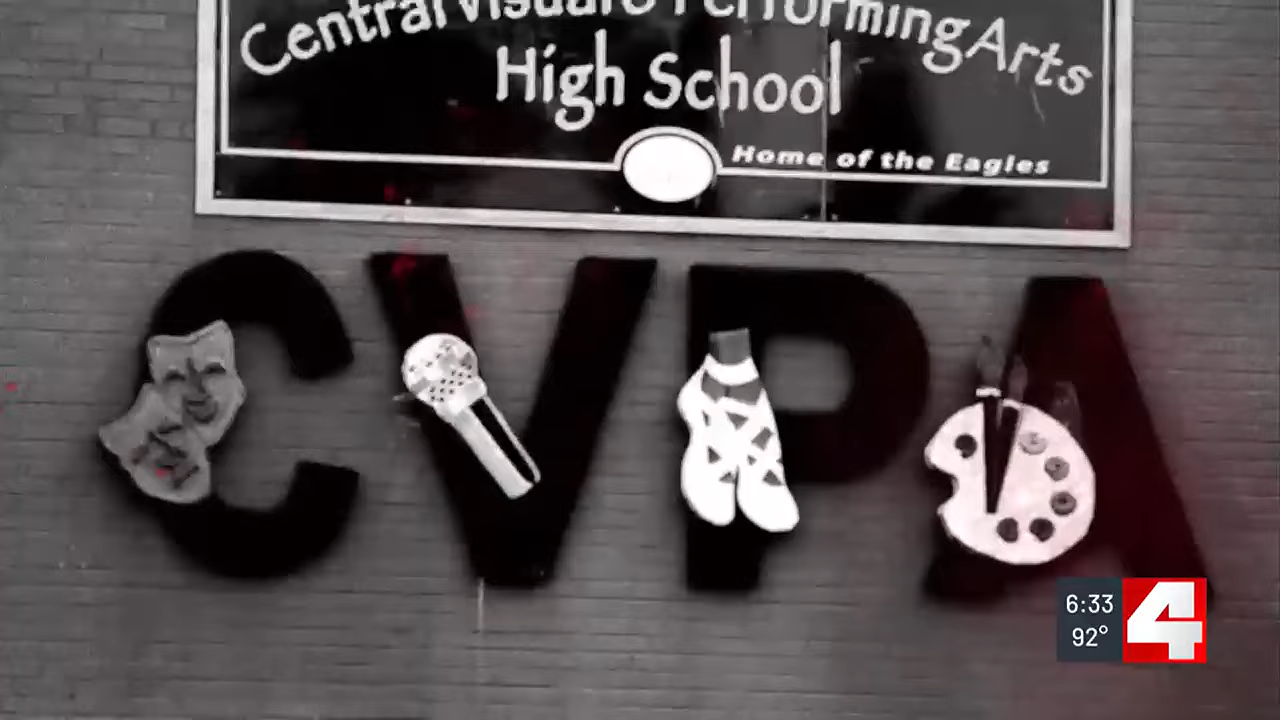 Central Visual & Performing Arts
High School
Home of the Eagles
CVPA
6:33
92°
4